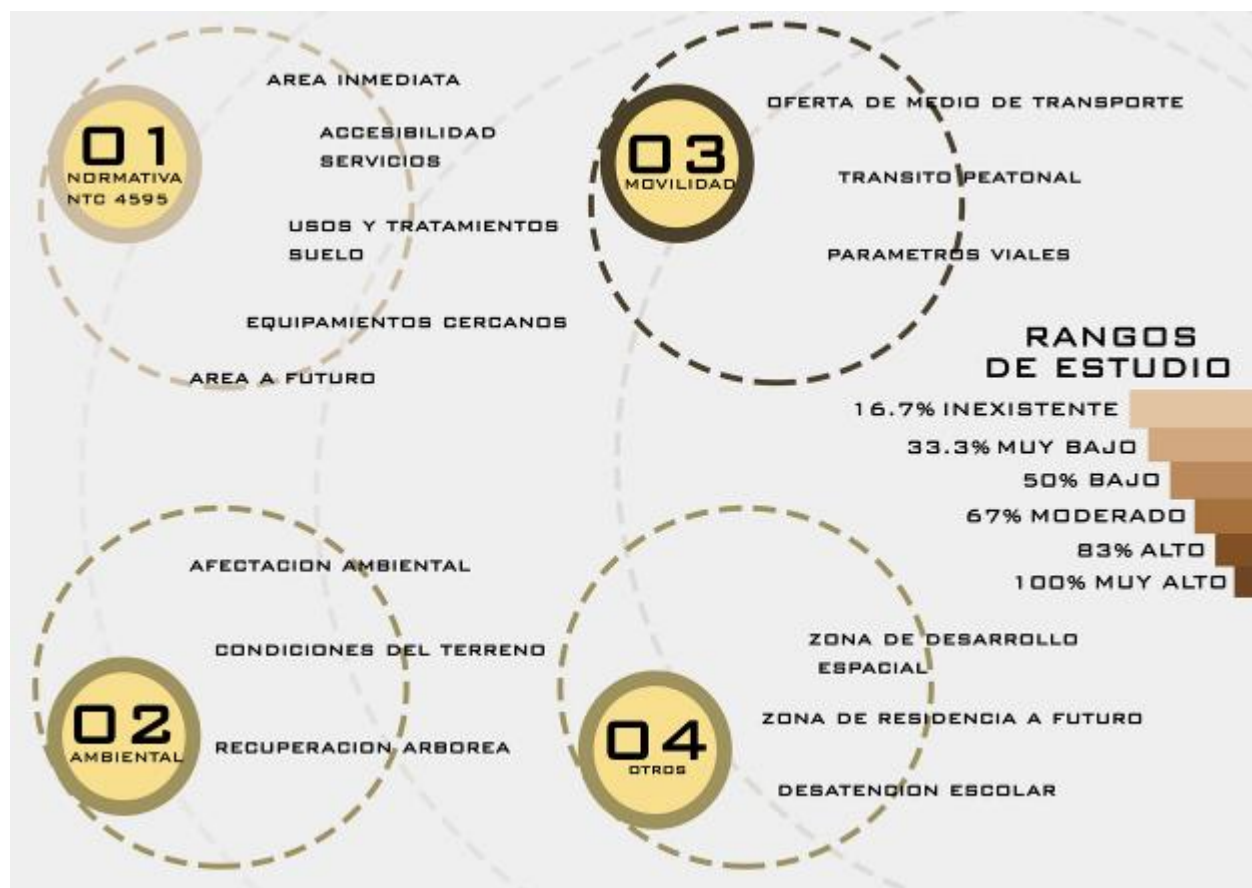 01
NORMATIVA
NTC 4595
AREA INMEDIATA
ACCESIBILIDAD
SERVICIOS
USOS Y TRATAMIENTOS
SUELO
EQUIPAMIENTOS CERCANOS
AREA A FUTURO
03
MOVILIDAD
OFERTA DE MEDIO DE TRANSPORTE
TRANSITO PEATONAL
PARAMETROS VIALES
RANGOS
DE ESTUDIO
16.7% INEXISTENTE
33.3% MUY BAJO
50% BAJO
67% MODERADO
83% ALTO
100% MUY ALTO
02
AMBIENTAL
AFECTACION AMBIENTAL
CONDICIONES DEL TERRENO
RECUPERACION ARBOREA
04
OTROS
ZONA DE DESARROLLO
ESPACIAL
ZONA DE RESIDENCIA A FUTURO
DESATENCION ESCOLAR